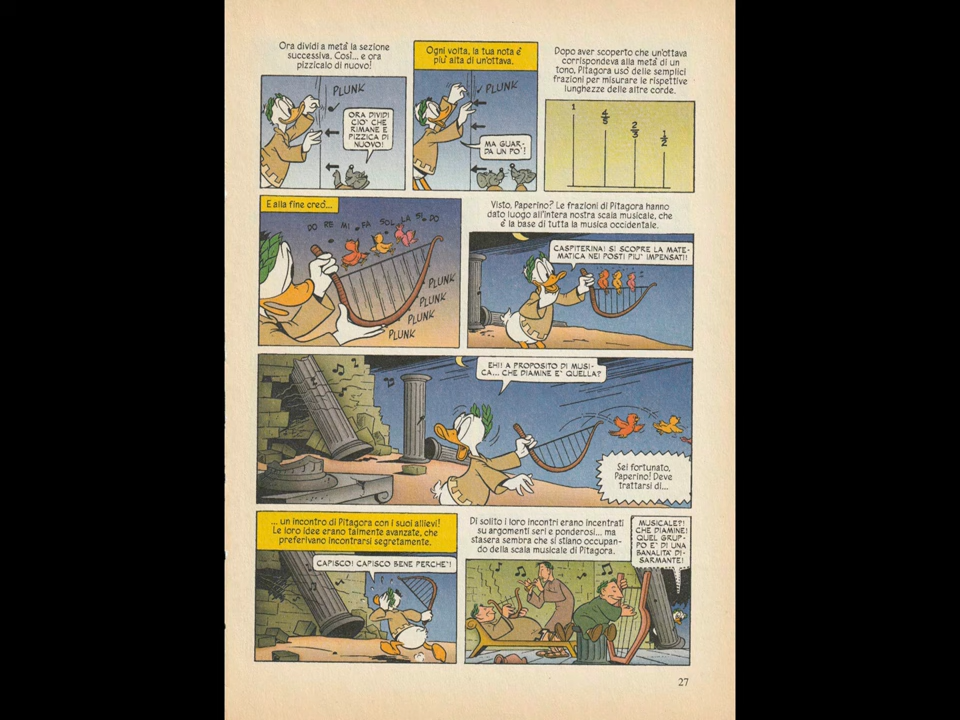 Ora dividi a metà la sezione
successiva. Così... e ora
pizzicalo di nuovo!
PLUNK
ORA DIVIDI
CIO' CHE
RIMANE E
PIZZICA DI
NUOVO!
Ogni volta, la tua nota è
più alta di un'ottava.
PLUNK
MA GUAR-
DA UN PO'!
Dopo aver scoperto che un'ottava
corrispondeva alla metà di un
tono, Pitagora usò delle semplici
frazioni per misurare le rispettive
lunghezze delle altre corde.
1 4/5 2/3 1/2
E alla fine creò...
DO RE MI FA SOL LA SI DO
PLUNK
PLUNK
PLUNK
PLUNK
Visto, Paperino? Le frazioni di Pitagora hanno
dato luogo all'intera nostra scala musicale, che
è la base di tutta la musica occidentale.
CASPITERINA! SI SCOPRE LA MATE-
MATICA NEI POSTI PIU' IMPENSATI!
EHI! A PROPOSITO DI MUSI-
CA... CHE DIAMINE E' QUELLA?
Sei fortunato,
Paperino! Deve
trattarsi di...
... un incontro di Pitagora con i suoi allievi!
Le loro idee erano talmente avanzate, che
preferivano incontrarsi segretamente.
CAPISCO! CAPISCO BENE PERCHE'!
Di solito i loro incontri erano incentrati
su argomenti seri e ponderosi... ma
stasera sembra che si stiano occupan-
do della scala musicale di Pitagora.
MUSICALE?!
CHE DIAMINE!
QUEL GRUP-
PO E' DI UNA
BANALITA' DI-
SARMANTE!
27